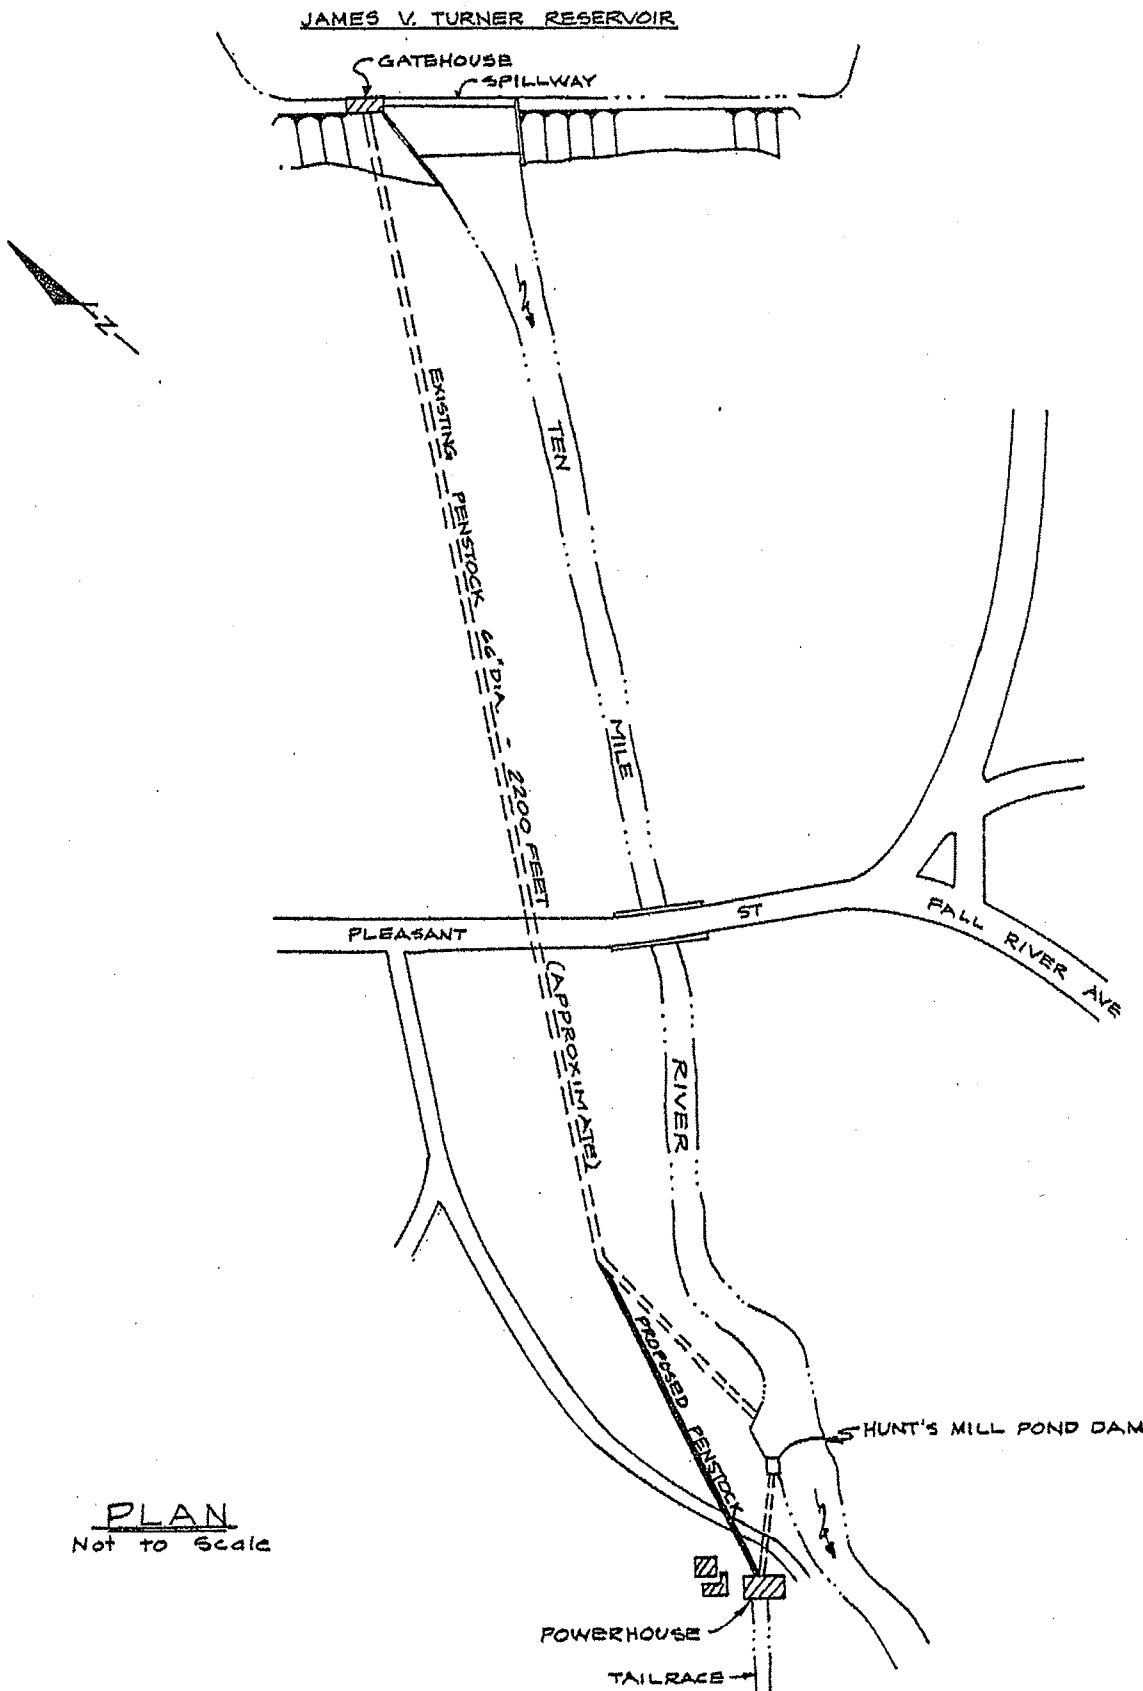 JAMES V. TURNER RESERVOIR
GATEHOUSE
SPILLWAY
N
EXISTING PENSTOCK 66" DIA. - 2200 FEET (APPROXIMATE)
TEN MILE RIVER
PLEASANT ST
FALL RIVER AVE
PROPOSED PENSTOCK
HUNT'S MILL POND DAM
PLAN
Not to Scale
POWERHOUSE
TAILRACE